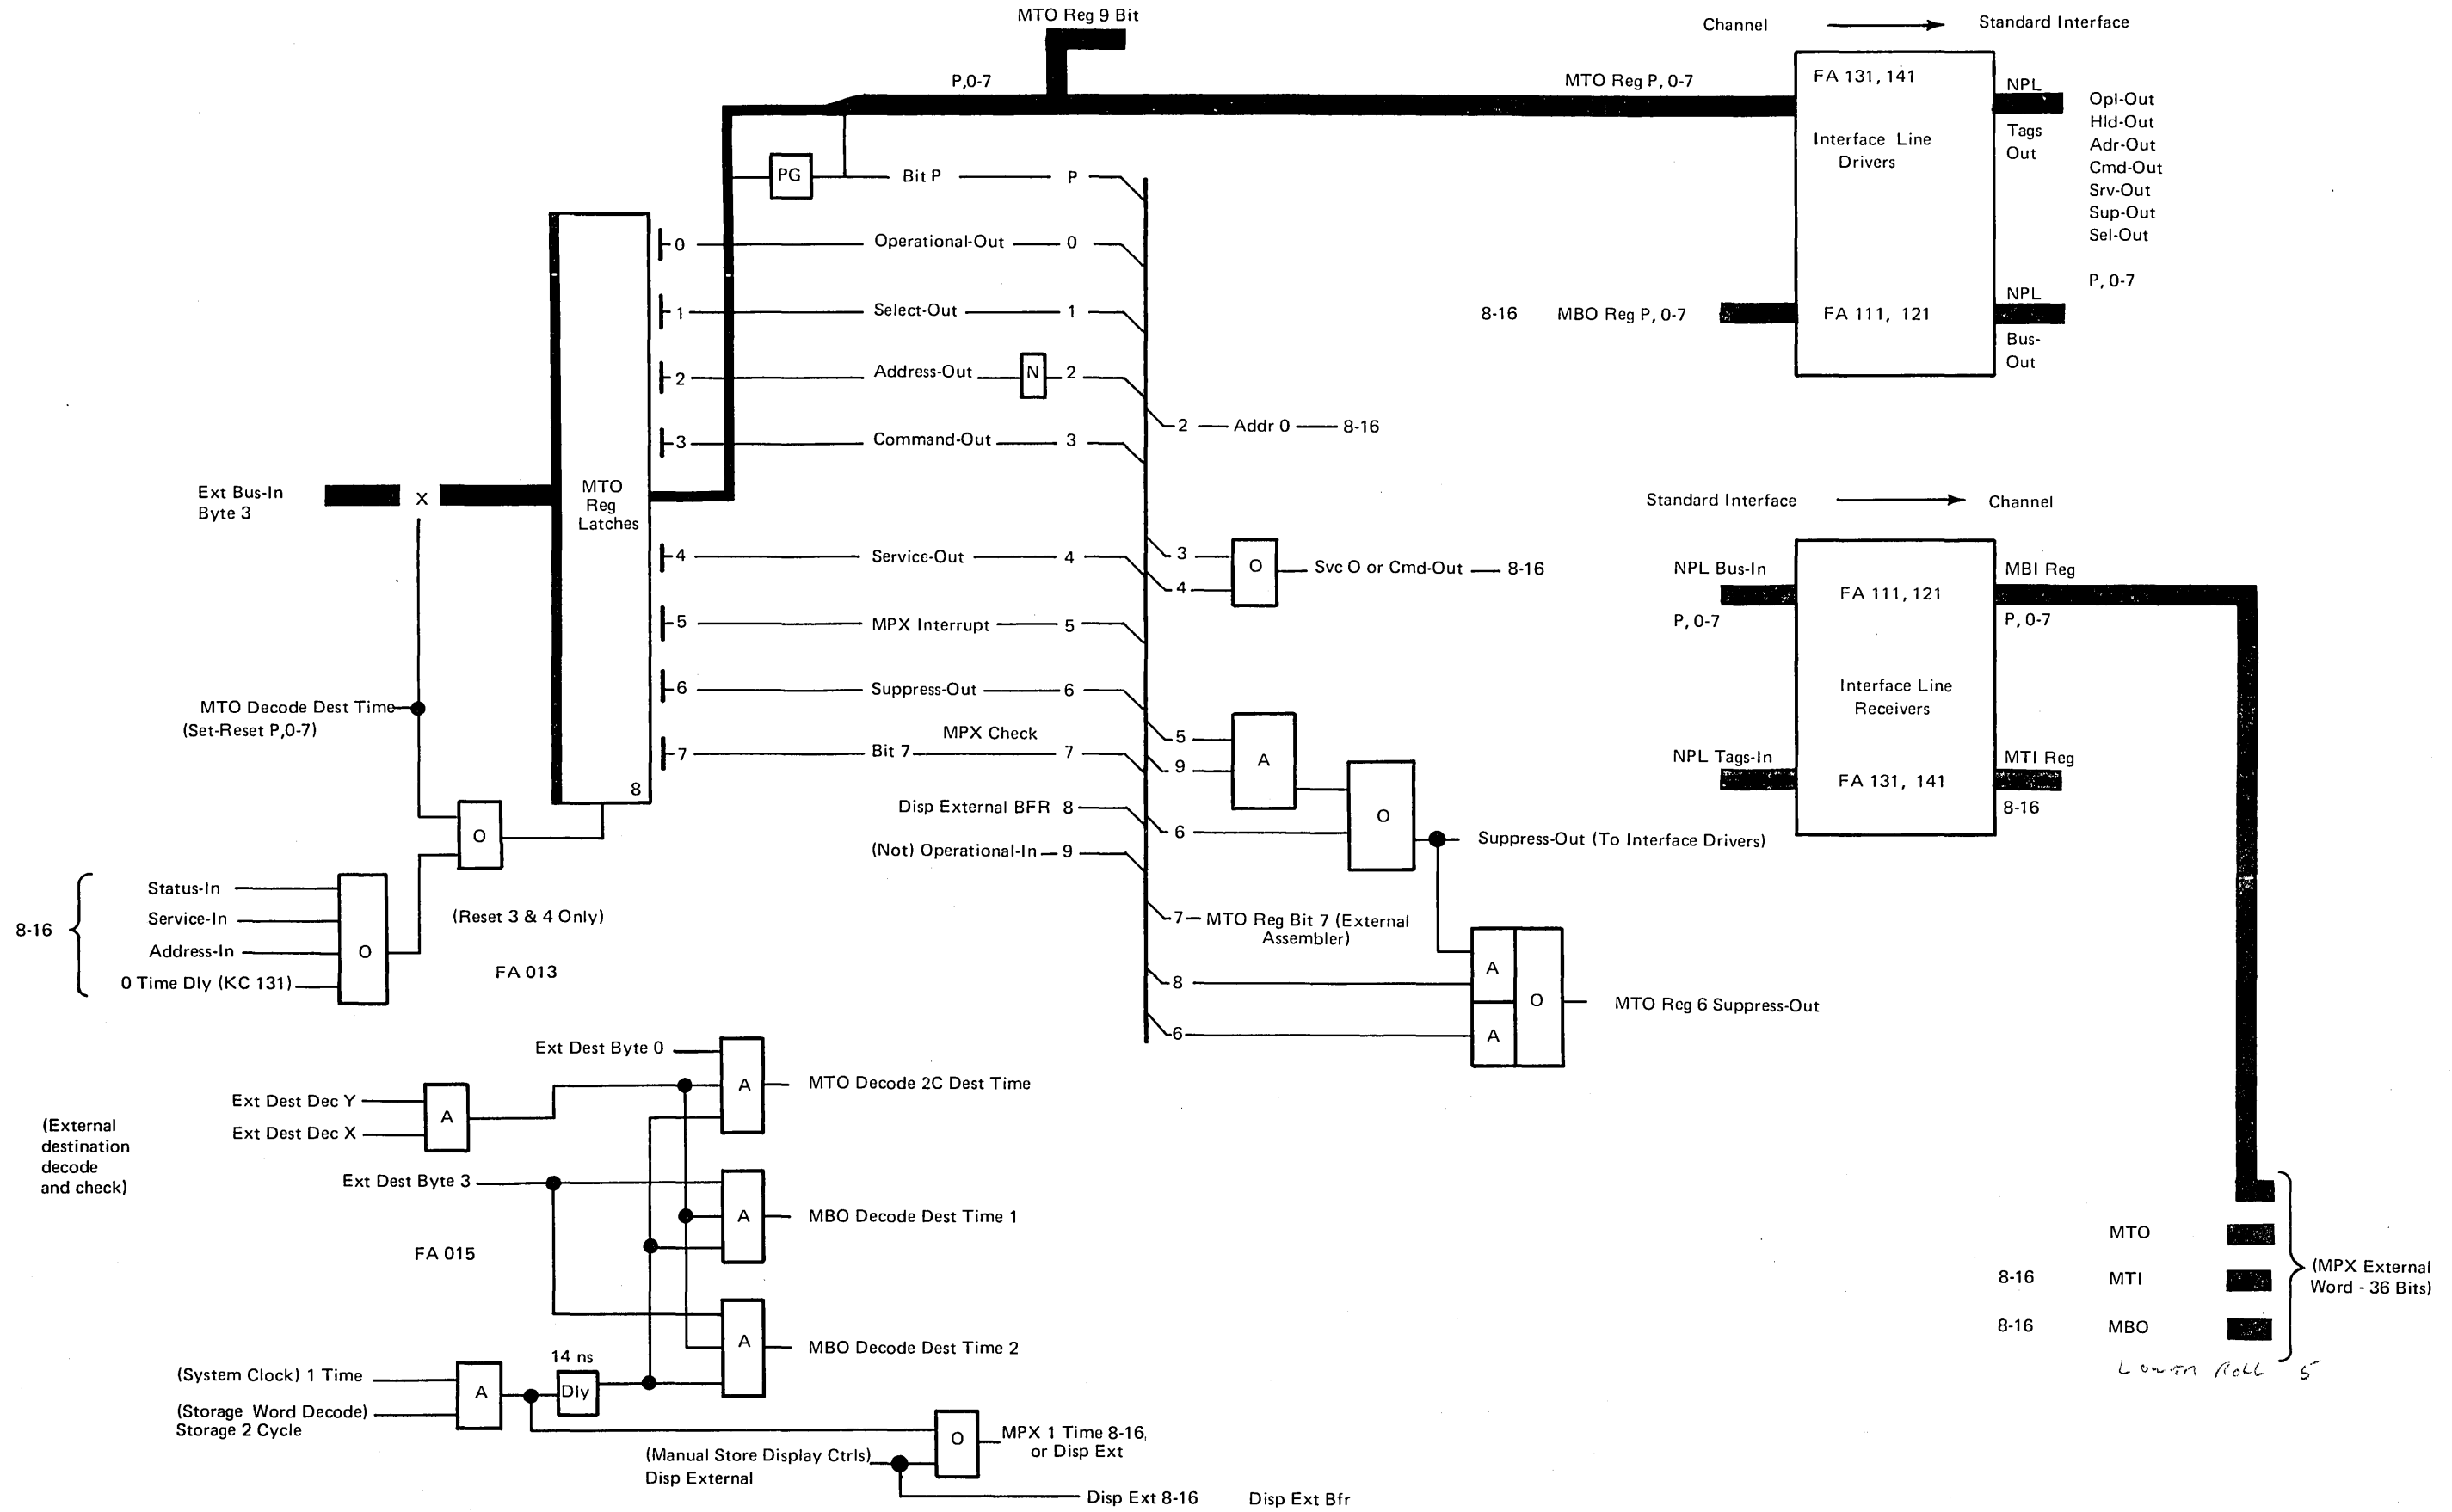 MTO Reg 9 Bit
Channel
Standard Interface
P,0-7
MTO Reg P, 0-7
FA 131, 141
Interface Line
Drivers
FA 111, 121
NPL
Tags
Out
Opl-Out
Hld-Out
Adr-Out
Cmd-Out
Srv-Out
Sup-Out
Sel-Out
P, 0-7
NPL
Bus-
Out
8-16 MBO Reg P, 0-7
PG
Bit P P
0 Operational-Out 0
1 Select-Out 1
2 Address-Out N 2
3 Command-Out 3
4 Service-Out 4
5 MPX Interrupt 5
6 Suppress-Out 6
MPX Check
7 Bit 7 7
Disp External BFR 8
(Not) Operational-In 9
MTO
Reg
Latches
8
Ext Bus-In
Byte 3
X
MTO Decode Dest Time
(Set-Reset P,0-7)
O
8-16
Status-In
Service-In
Address-In
0 Time Dly (KC 131)
O
(Reset 3 & 4 Only)
FA 013
2 Addr 0 8-16
3
4
O
Svc O or Cmd-Out 8-16
5
9
A
6
O
Suppress-Out (To Interface Drivers)
7 MTO Reg Bit 7 (External
Assembler)
8
6
A
A
O
MTO Reg 6 Suppress-Out
Standard Interface
Channel
NPL Bus-In
P, 0-7
FA 111, 121
MBI Reg
P, 0-7
Interface Line
Receivers
NPL Tags-In
FA 131, 141
MTI Reg
8-16
(External
destination
decode
and check)
Ext Dest Byte 0
Ext Dest Dec Y
Ext Dest Dec X
A
A
MTO Decode 2C Dest Time
Ext Dest Byte 3
A
MBO Decode Dest Time 1
FA 015
A
MBO Decode Dest Time 2
(System Clock) 1 Time
(Storage Word Decode)
Storage 2 Cycle
A
14 ns
Dly
O
MPX 1 Time 8-16,
or Disp Ext
(Manual Store Display Ctrls)
Disp External
Disp Ext 8-16 Disp Ext Bfr
MTO
8-16 MTI
8-16 MBO
(MPX External
Word - 36 Bits)
LOWER ROLL 5